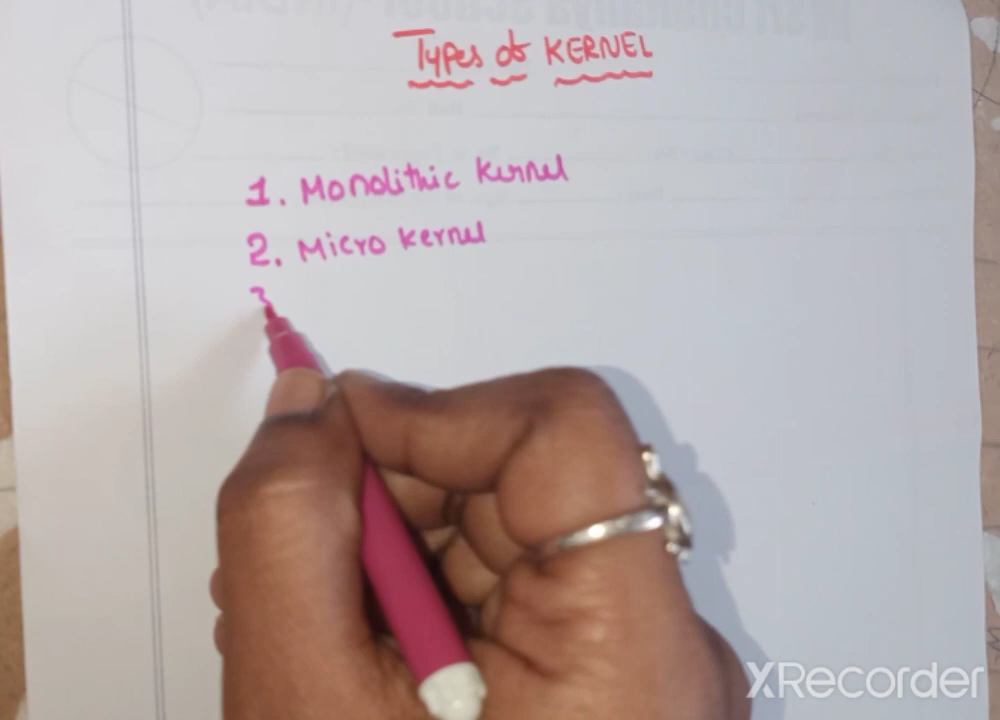 Types of KERNEL
1. Monolithic Kernel
2. Micro Kernel
3
XRecorder